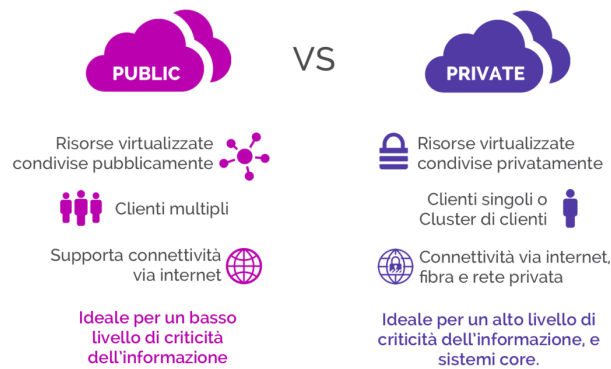 PUBLIC
VS
PRIVATE
Risorse virtualizzate
condivise pubblicamente
Clienti multipli
Supporta connettività
via internet
Ideale per un basso
livello di criticità
dell'informazione
Risorse virtualizzate
condivise privatamente
Clienti singoli o
Cluster di clienti
Connettività via internet,
fibra e rete privata
Ideale per un alto livello di
criticità dell'informazione, e
sistemi core.